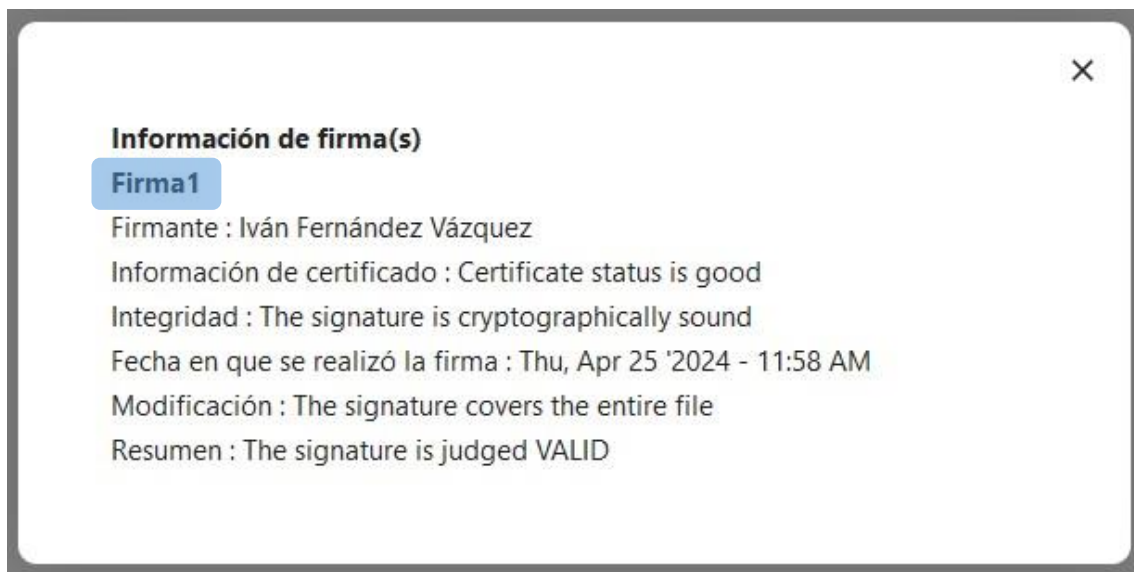 Información de firma(s)
Firma1
Firmante : Iván Fernández Vázquez
Información de certificado : Certificate status is good
Integridad : The signature is cryptographically sound
Fecha en que se realizó la firma : Thu, Apr 25 '2024 - 11:58 AM
Modificación : The signature covers the entire file
Resumen : The signature is judged VALID